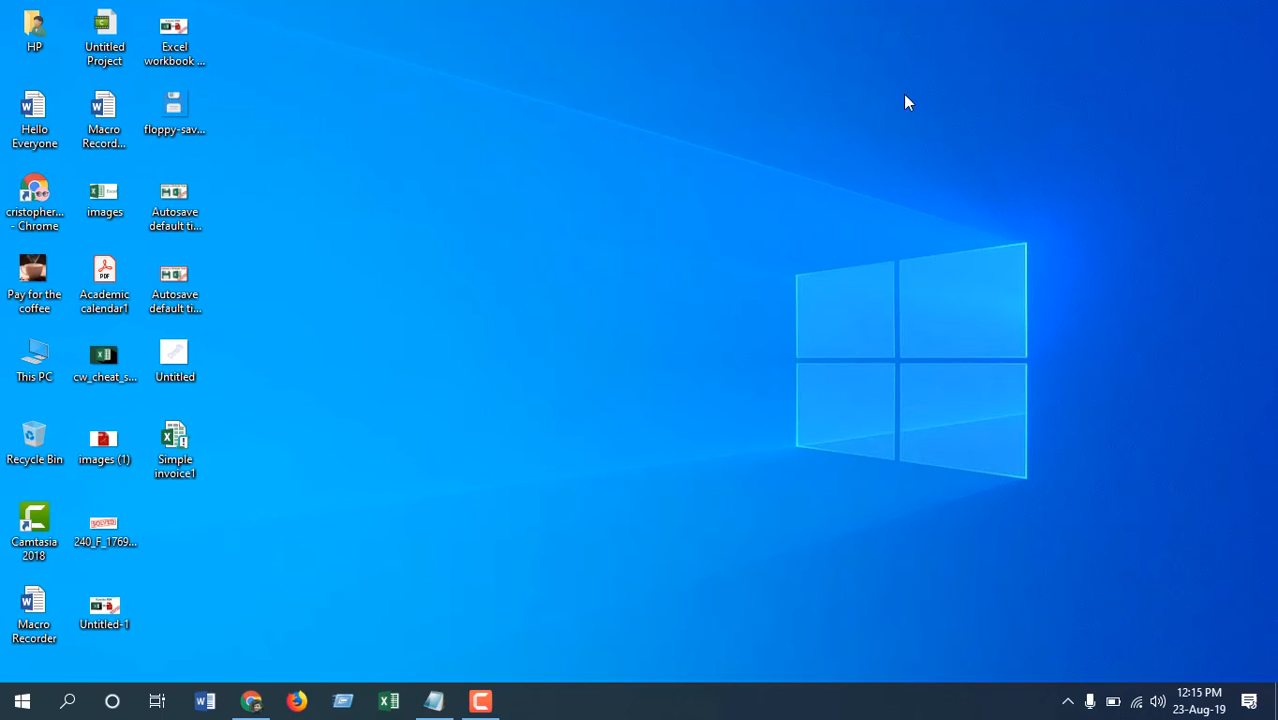 HP
Untitled
Project
Excel
workbook ...
Hello
Everyone
Macro
Record...
floppy-sav...
cristopher...
- Chrome
images
Autosave
default ti...
Pay for the
coffee
PDF
Academic
calendar1
Autosave
default ti...
This PC
cw_cheat_s...
Untitled
Recycle Bin
images (1)
Simple
invoice1
Camtasia
2018
SOLVED
240_F_1769...
Macro
Recorder
Untitled-1
12:15 PM
23-Aug-19